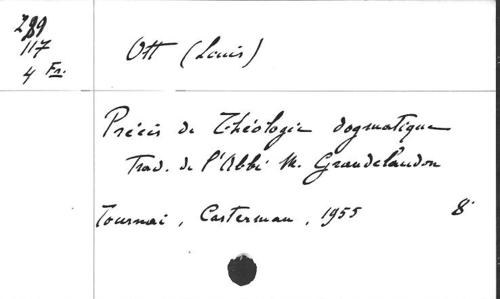 289
117
4 Fr.
Ott (Louis)
Précis de Théologie dogmatique
Trad. de l'Abbé M. Grandclaudon
Tournai, Casterman, 1955 8°